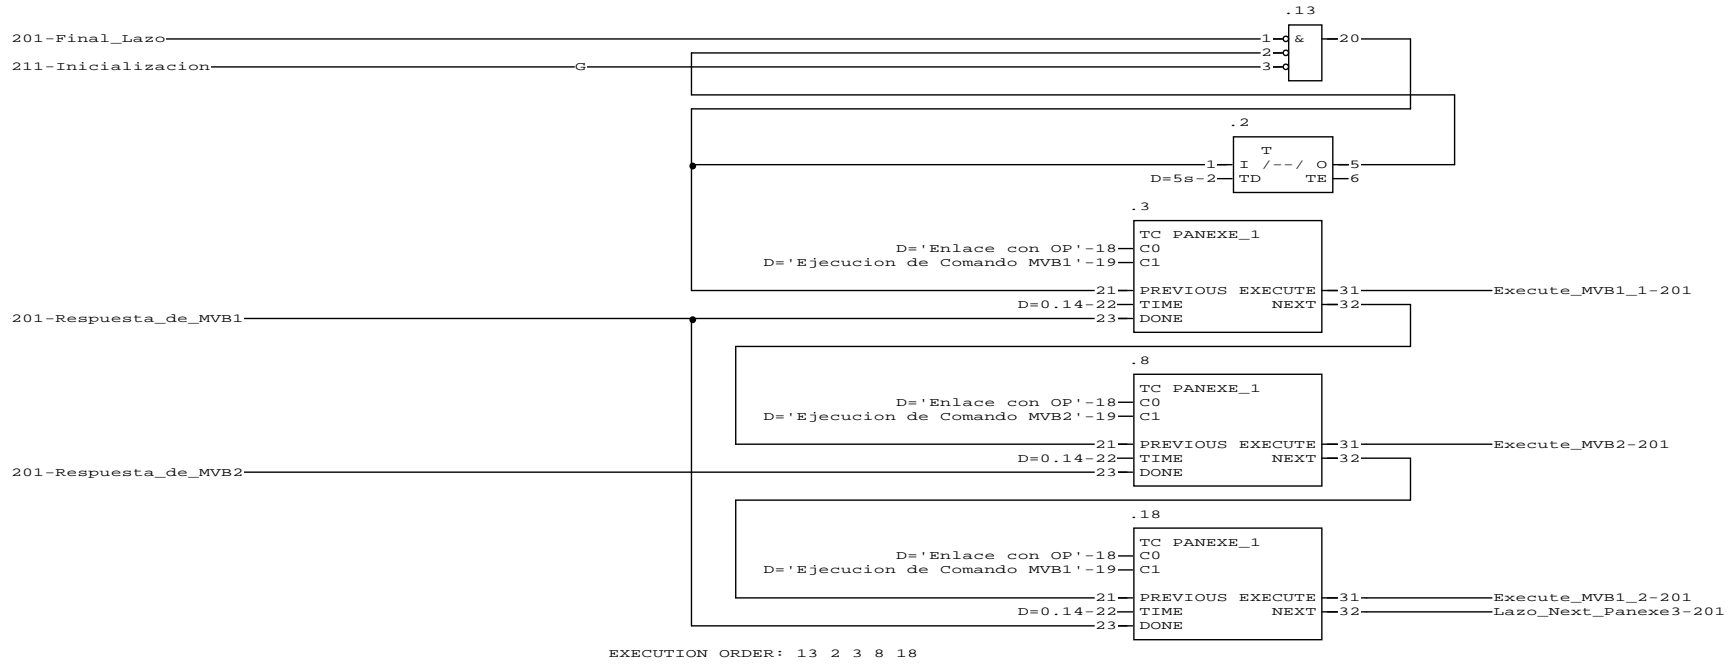 .13
201-Final_Lazo 1 & 20
2
211-Inicializacion G 3
.2
T
1 I /--/ O 5
D=5s-2 TD TE 6
.3
TC PANEXE_1
D='Enlace con OP'-18 C0
D='Ejecucion de Comando MVB1'-19 C1
21 PREVIOUS EXECUTE 31 Execute_MVB1_1-201
D=0.14-22 TIME NEXT 32
201-Respuesta_de_MVB1 23 DONE
.8
TC PANEXE_1
D='Enlace con OP'-18 C0
D='Ejecucion de Comando MVB2'-19 C1
21 PREVIOUS EXECUTE 31 Execute_MVB2-201
D=0.14-22 TIME NEXT 32
201-Respuesta_de_MVB2 23 DONE
.18
TC PANEXE_1
D='Enlace con OP'-18 C0
D='Ejecucion de Comando MVB1'-19 C1
21 PREVIOUS EXECUTE 31 Execute_MVB1_2-201
D=0.14-22 TIME NEXT 32 Lazo_Next_Panexe3-201
23 DONE
EXECUTION ORDER: 13 2 3 8 18